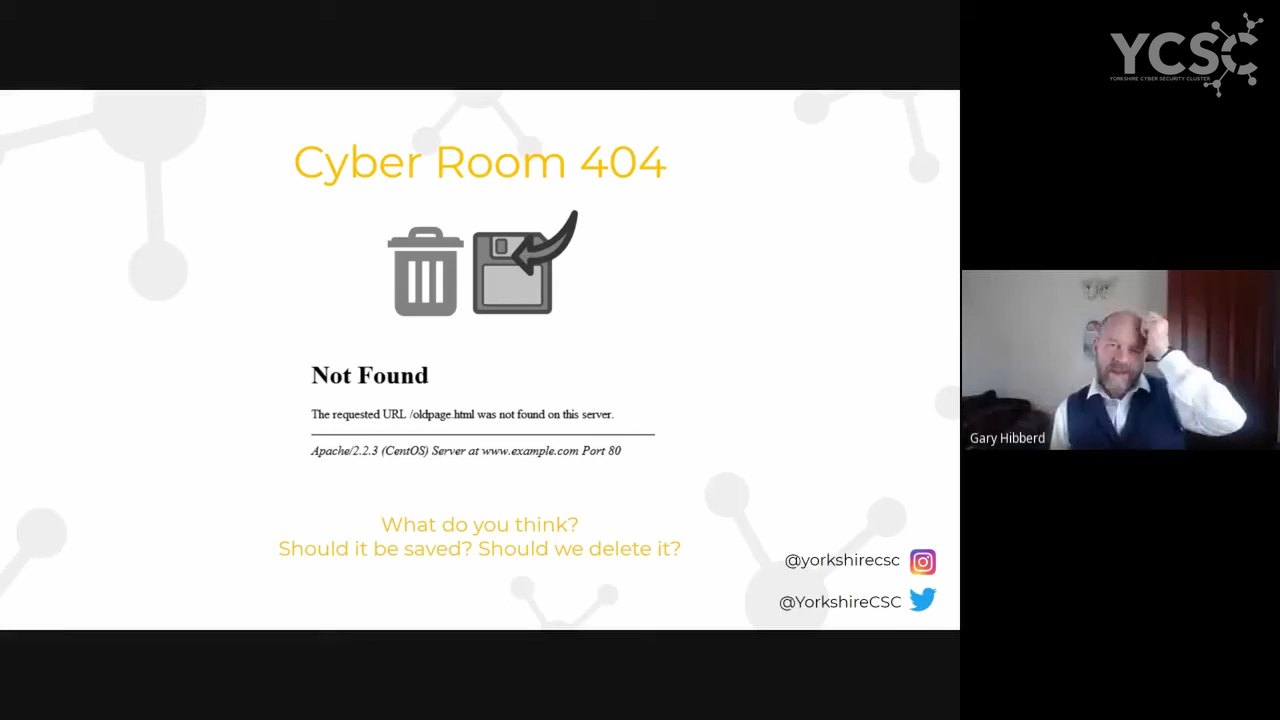 YCSC
YORKSHIRE CYBER SECURITY CLUSTER
Cyber Room 404
Not Found
The requested URL /oldpage.html was not found on this server.
Apache/2.2.3 (CentOS) Server at www.example.com Port 80
What do you think?
Should it be saved? Should we delete it?
@yorkshirecsc
@YorkshireCSC
Gary Hibberd